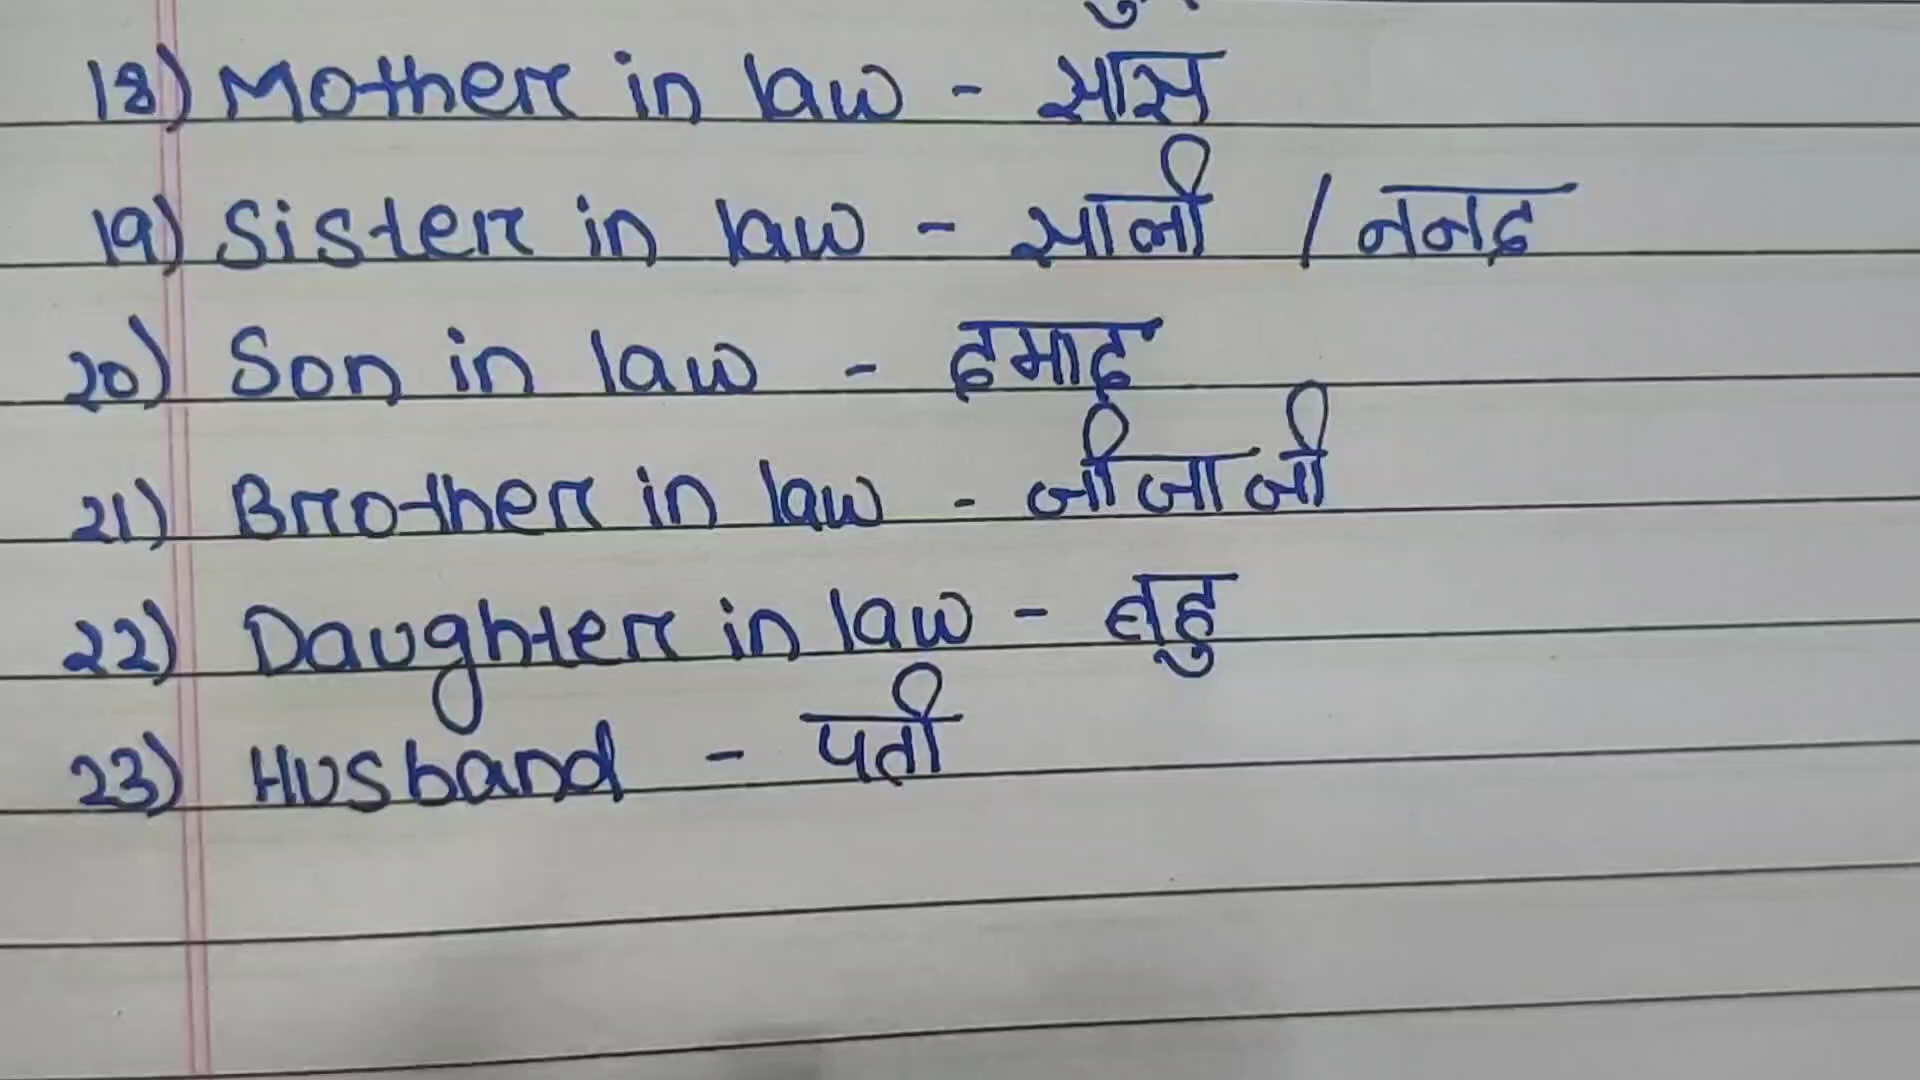 18) Mother in law - सास
19) Sister in law - साली / ननद
20) Son in law - दमाद
21) Brother in law - जीजाजी
22) Daughter in law - बहु
23) Husband - पती